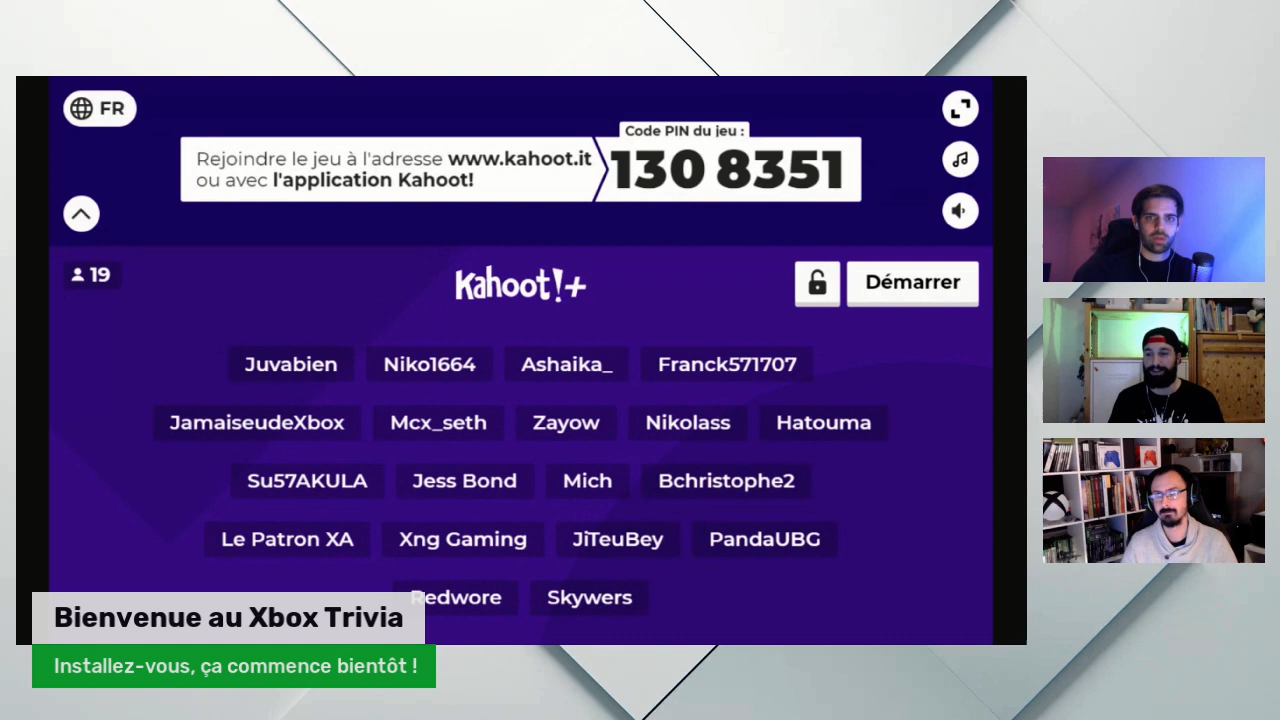 FR
Code PIN du jeu :
Rejoindre le jeu à l'adresse www.kahoot.it
ou avec l'application Kahoot!
130 8351
19
Kahoot!+
Démarrer
Juvabien Niko1664 Ashaika_ Franck571707
JamaiseudeXbox Mcx_seth Zayow Nikolass Hatouma
Su57AKULA Jess Bond Mich Bchristophe2
Le Patron XA Xng Gaming JiTeuBey PandaUBG
Redwore Skywers
Bienvenue au Xbox Trivia
Installez-vous, ça commence bientôt !